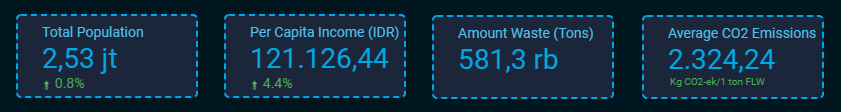 Total Population
2,53 jt
0.8%
Per Capita Income (IDR)
121.126,44
4.4%
Amount Waste (Tons)
581,3 rb
Average CO2 Emissions
2.324,24
Kg CO2-ek/1 ton FLW